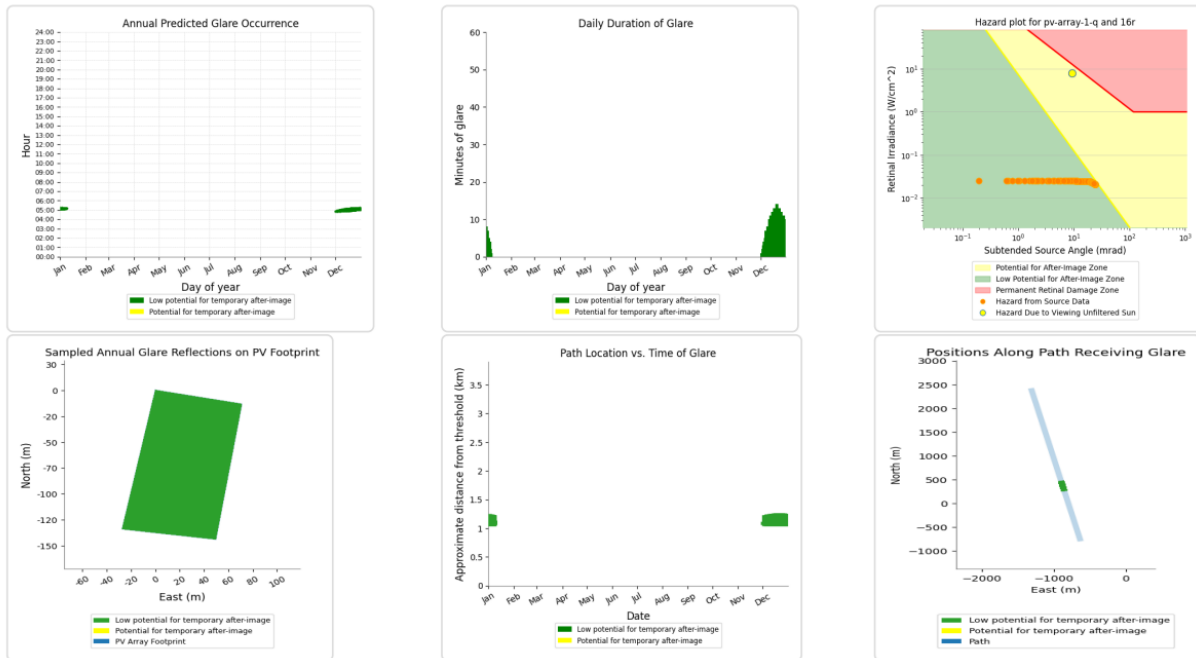 Annual Predicted Glare Occurrence
24:00
23:00
22:00
21:00
20:00
19:00
18:00
17:00
16:00
15:00
14:00
13:00
12:00
11:00
10:00
09:00
08:00
07:00
06:00
05:00
04:00
03:00
02:00
01:00
00:00
Hour
Jan Feb Mar Apr May Jun Jul Aug Sep Oct Nov Dec
Day of year
Low potential for temporary after-image
Potential for temporary after-image
Daily Duration of Glare
60
50
40
30
20
10
0
Minutes of glare
Jan Feb Mar Apr May Jun Jul Aug Sep Oct Nov Dec
Day of year
Low potential for temporary after-image
Potential for temporary after-image
Hazard plot for pv-array-1-q and 16r
10^1
10^0
10^-1
10^-2
Retinal Irradiance (W/cm^2)
10^-1 10^0 10^1 10^2 10^3
Subtended Source Angle (mrad)
Potential for After-Image Zone
Low Potential for After-Image Zone
Permanent Retinal Damage Zone
Hazard from Source Data
Hazard Due to Viewing Unfiltered Sun
Sampled Annual Glare Reflections on PV Footprint
30
0
-20
-50
-70
-100
-120
-150
North (m)
-60 -40 -20 0 20 40 60 80 100
East (m)
Low potential for temporary after-image
Potential for temporary after-image
PV Array Footprint
Path Location vs. Time of Glare
3.5
3
2.5
2
1.5
1
0.5
0
Approximate distance from threshold (km)
Jan Feb Mar Apr May Jun Jul Aug Sep Oct Nov Dec
Date
Low potential for temporary after-image
Potential for temporary after-image
Positions Along Path Receiving Glare
3000
2500
2000
1500
1000
500
0
-500
-1000
North (m)
-2000 -1000 0
East (m)
Low potential for temporary after-image
Potential for temporary after-image
Path